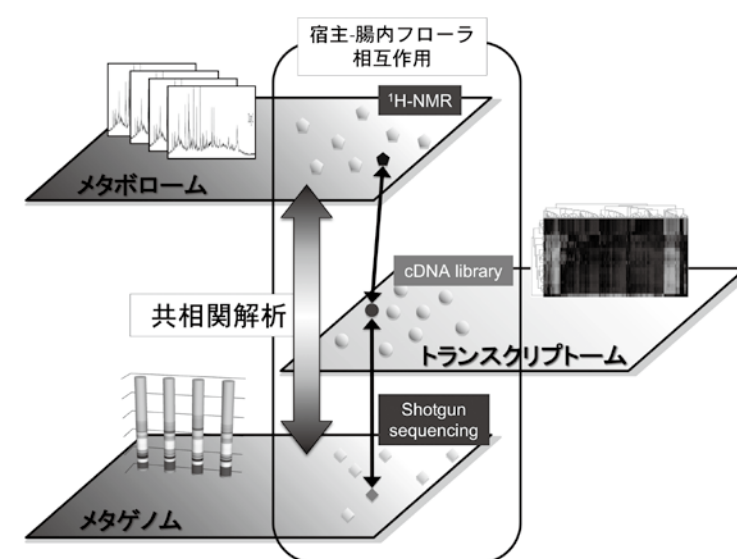 宿主-腸内フローラ
相互作用
¹H-NMR
メタボローム
cDNA library
共相関解析
トランスクリプトーム
Shotgun
sequencing
メタゲノム